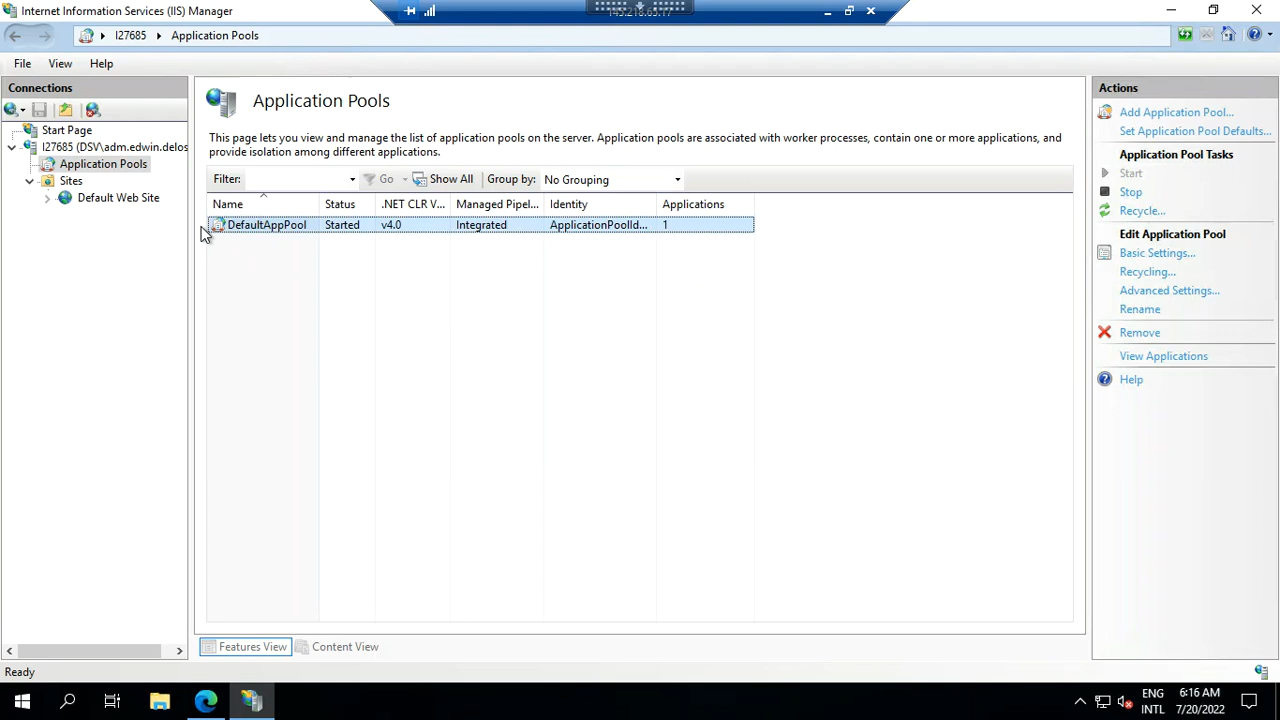 Internet Information Services (IIS) Manager
I27685
Application Pools
File
View
Help
Connections
Start Page
I27685 (DSV\adm.edwin.delos
Application Pools
Sites
Default Web Site
Application Pools
This page lets you view and manage the list of application pools on the server. Application pools are associated with worker processes, contain one or more applications, and
provide isolation among different applications.
Filter:
Go
Show All
Group by:
No Grouping
Name
Status
.NET CLR V...
Managed Pipel...
Identity
Applications
DefaultAppPool
Started
v4.0
Integrated
ApplicationPoolId...
1
Features View
Content View
Actions
Add Application Pool...
Set Application Pool Defaults...
Application Pool Tasks
Start
Stop
Recycle...
Edit Application Pool
Basic Settings...
Recycling...
Advanced Settings...
Rename
Remove
View Applications
Help
Ready
ENG
INTL
6:16 AM
7/20/2022